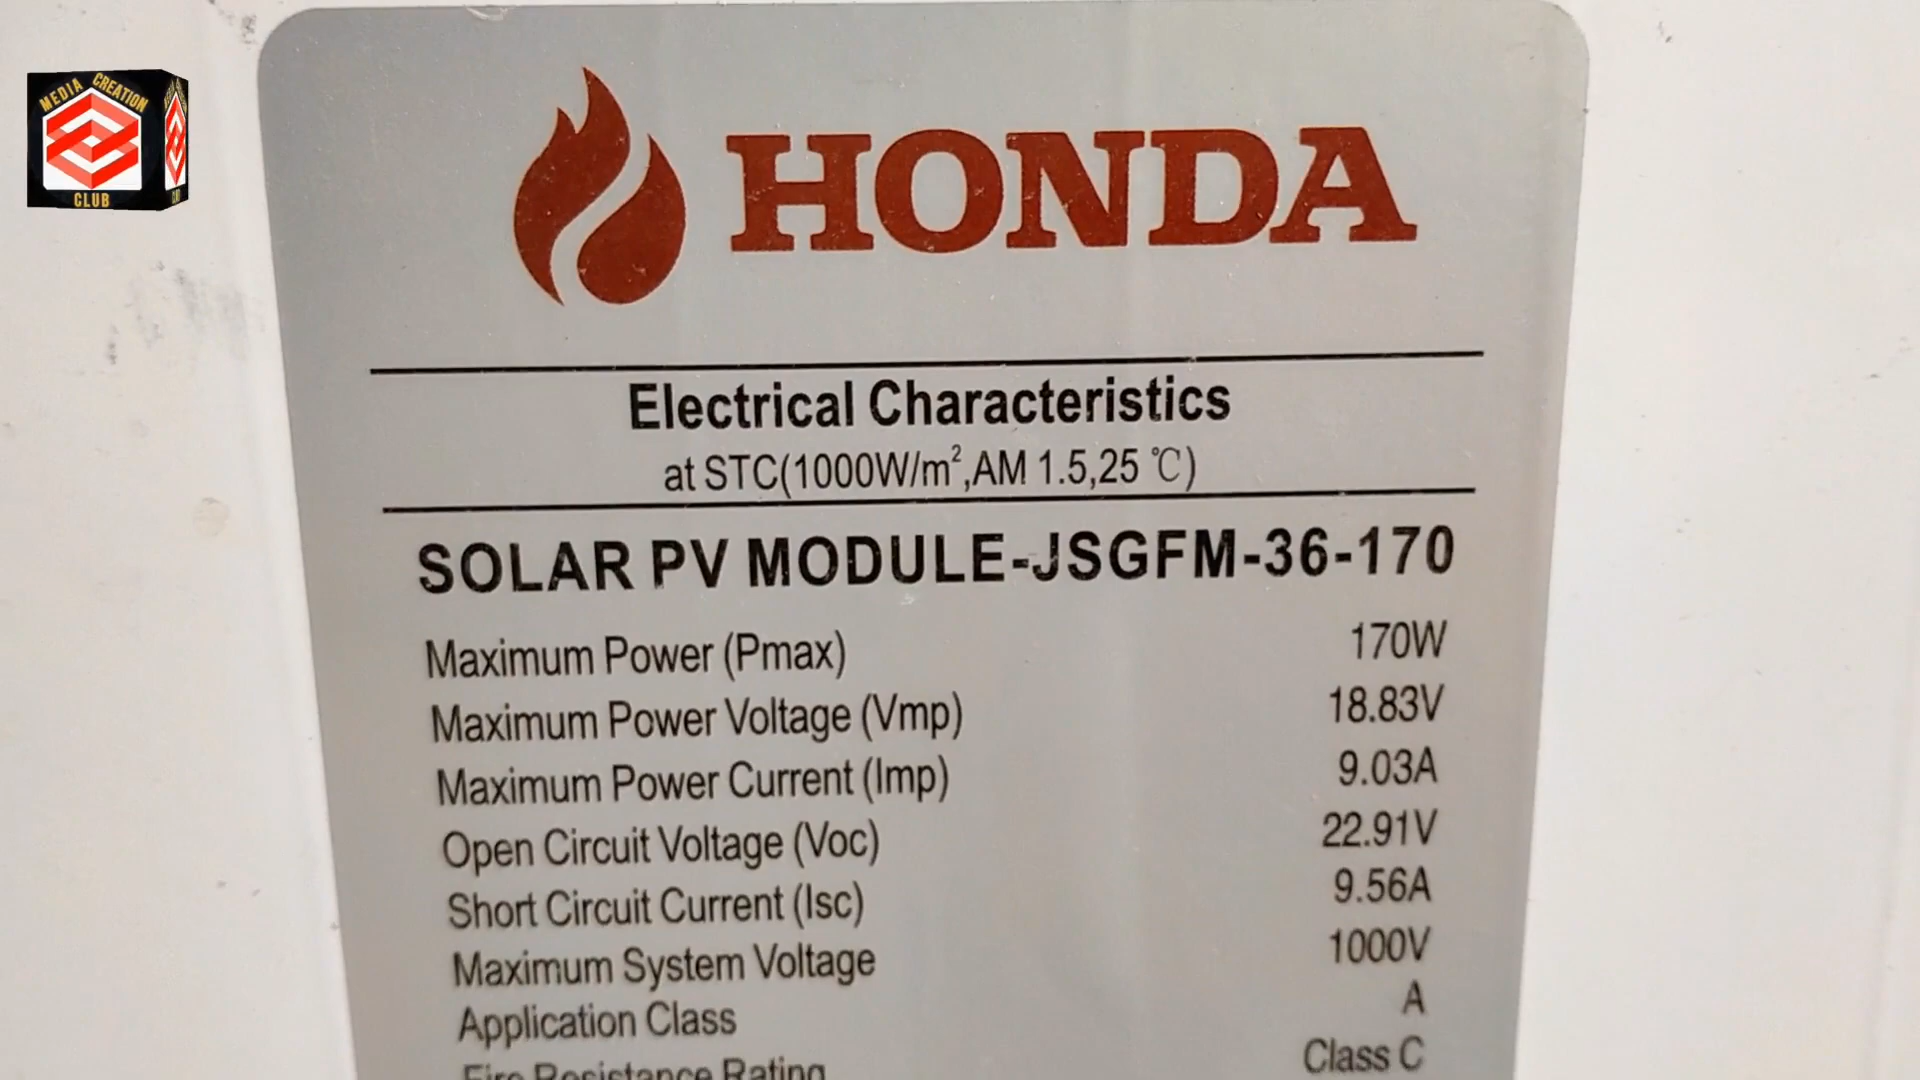 MEDIA CREATION
CLUB
HONDA
Electrical Characteristics
at STC(1000W/m²,AM 1.5,25 ℃)
SOLAR PV MODULE-JSGFM-36-170
Maximum Power (Pmax) 170W
Maximum Power Voltage (Vmp) 18.83V
Maximum Power Current (Imp) 9.03A
Open Circuit Voltage (Voc) 22.91V
Short Circuit Current (Isc) 9.56A
Maximum System Voltage 1000V
Application Class A
Fire Resistance Rating Class C